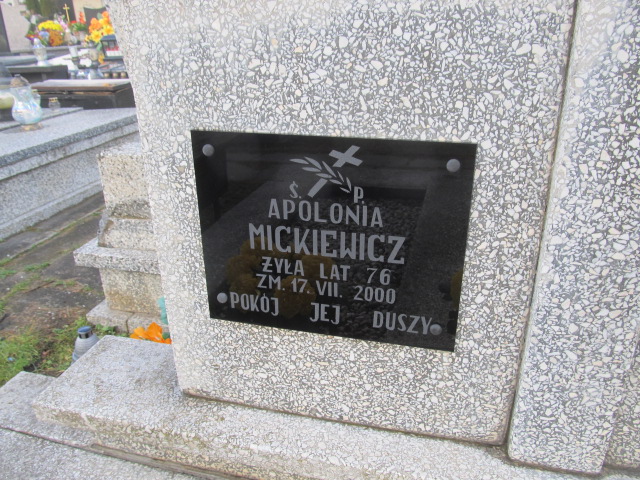 Ś. P.
APOLONIA
MICKIEWICZ
ŻYŁA LAT 76
ZM. 17. VII. 2000
POKÓJ JEJ DUSZY